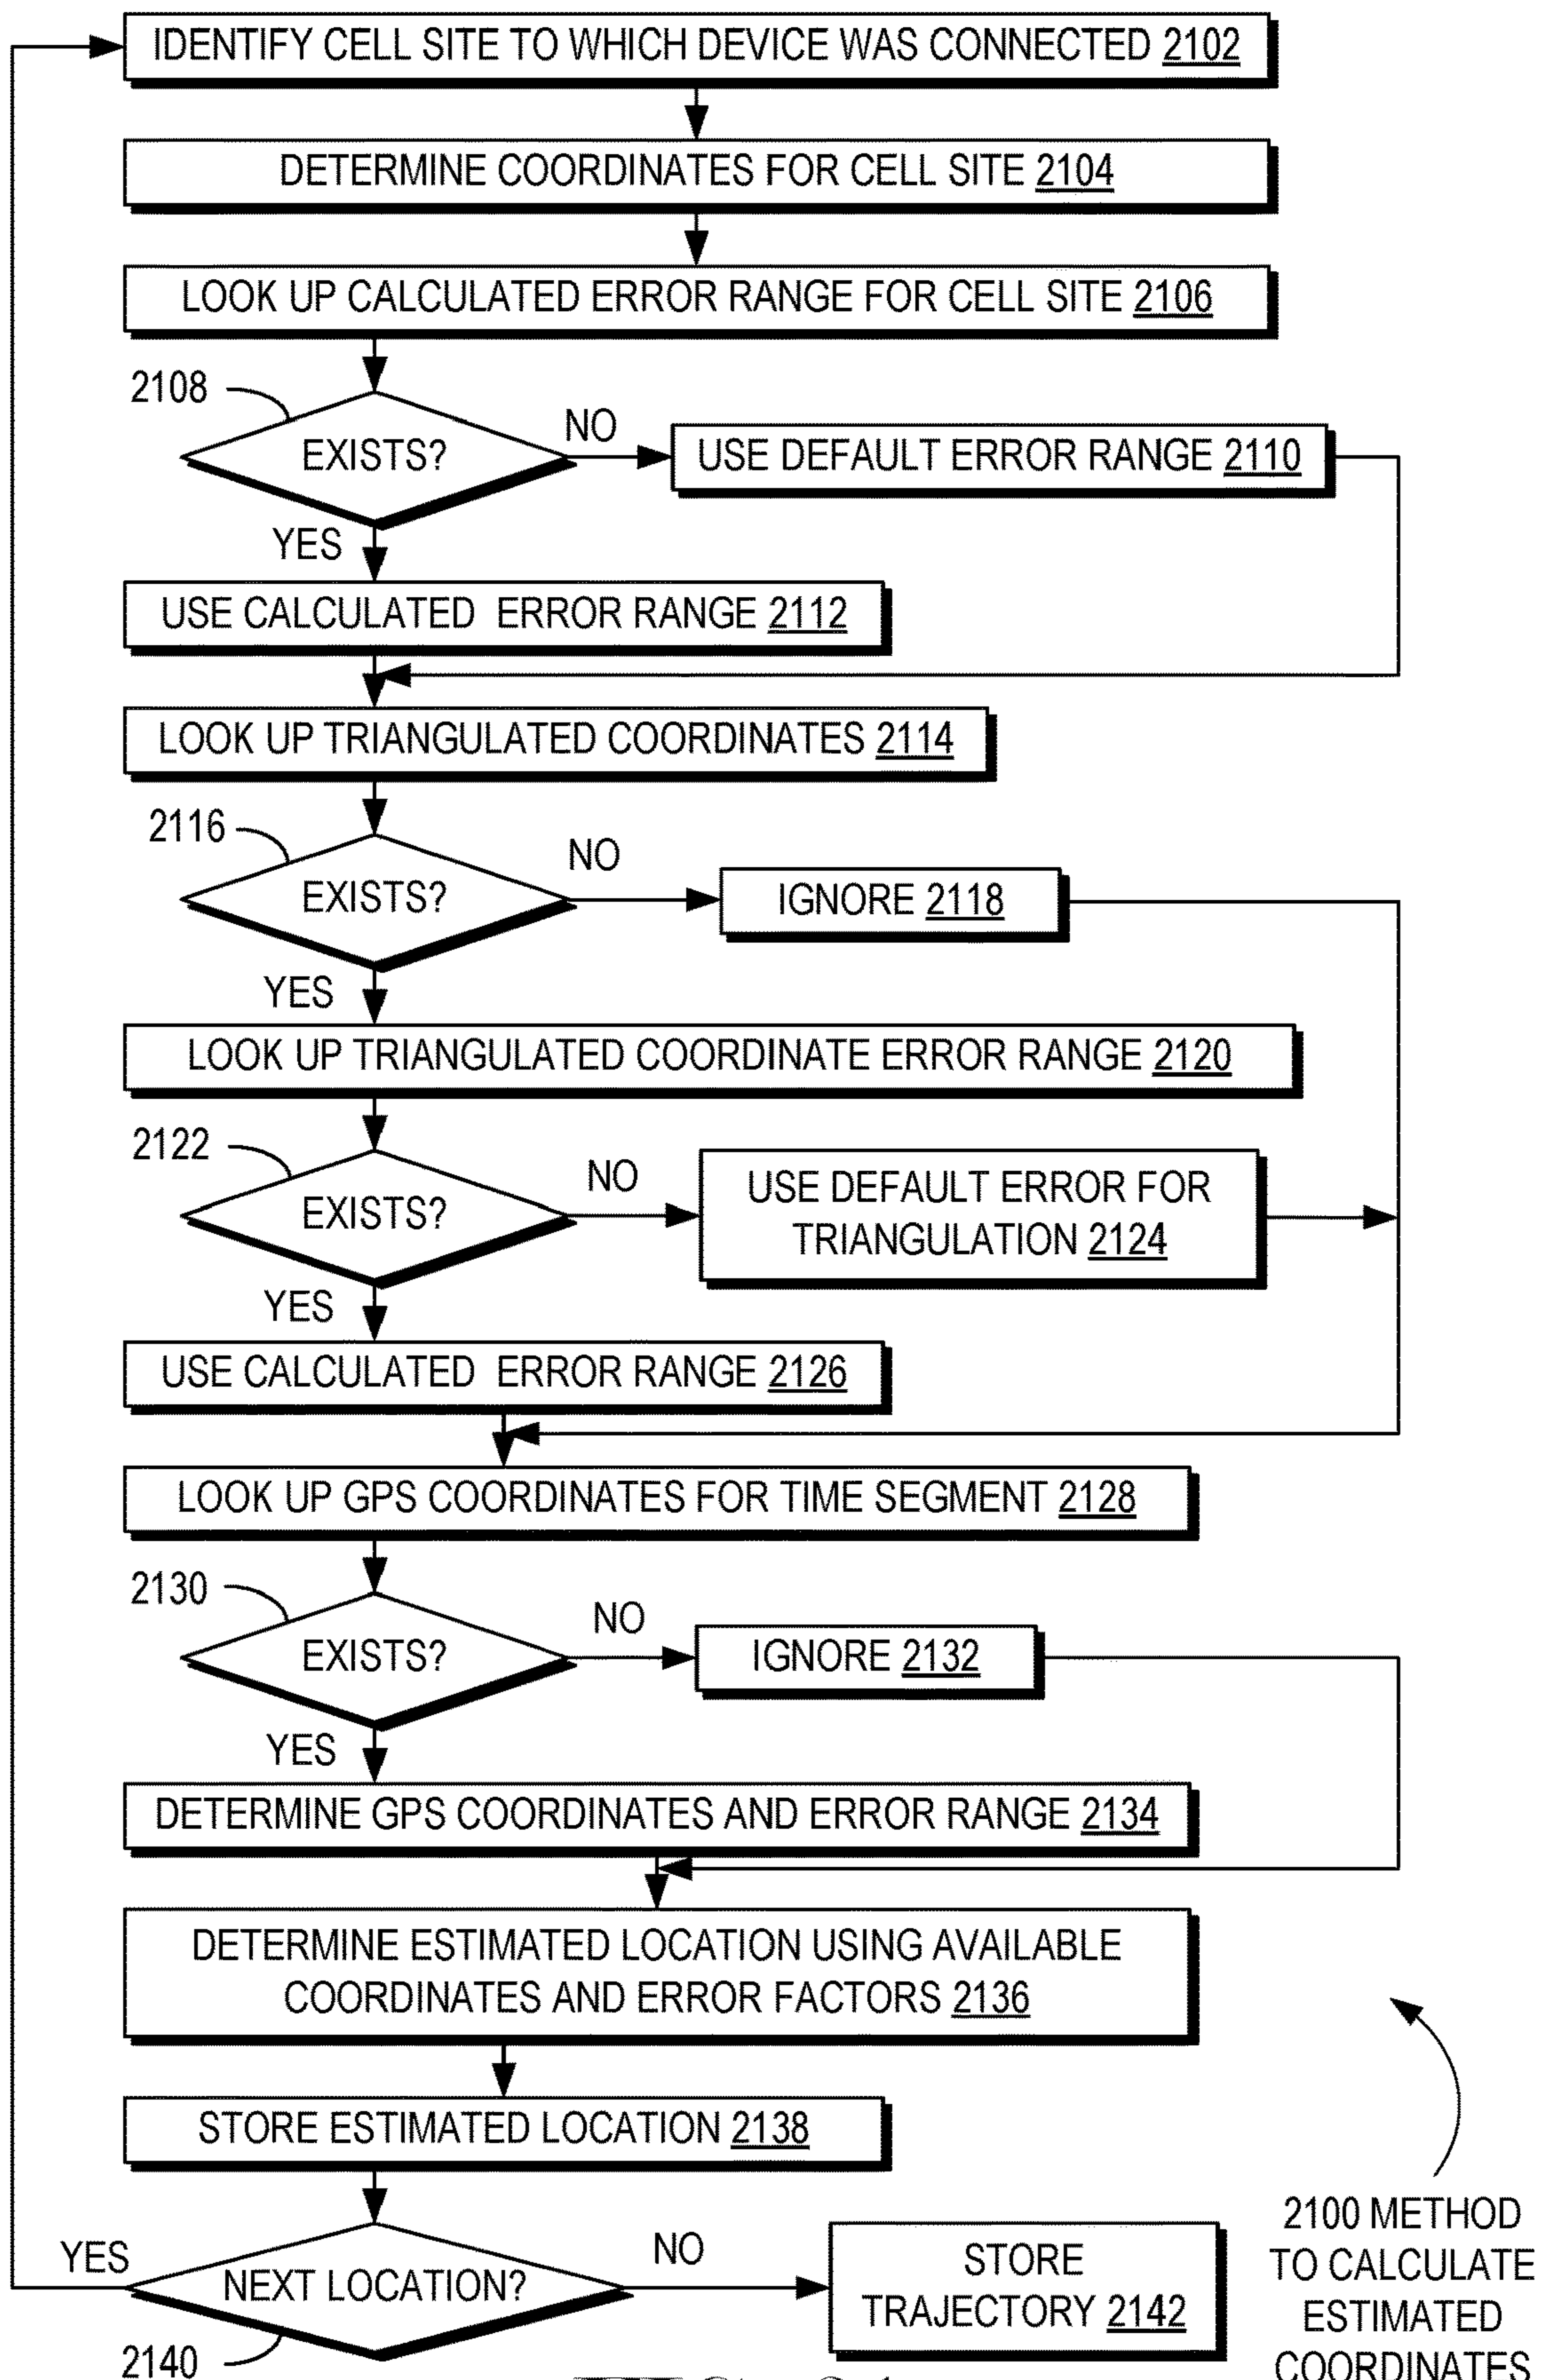 IDENTIFY CELL SITE TO WHICH DEVICE WAS CONNECTED 2102
DETERMINE COORDINATES FOR CELL SITE 2104
LOOK UP CALCULATED ERROR RANGE FOR CELL SITE 2106
2108
EXISTS?
NO
USE DEFAULT ERROR RANGE 2110
YES
USE CALCULATED ERROR RANGE 2112
LOOK UP TRIANGULATED COORDINATES 2114
2116
EXISTS?
NO
IGNORE 2118
YES
LOOK UP TRIANGULATED COORDINATE ERROR RANGE 2120
2122
EXISTS?
NO
USE DEFAULT ERROR FOR
TRIANGULATION 2124
YES
USE CALCULATED ERROR RANGE 2126
LOOK UP GPS COORDINATES FOR TIME SEGMENT 2128
2130
EXISTS?
NO
IGNORE 2132
YES
DETERMINE GPS COORDINATES AND ERROR RANGE 2134
DETERMINE ESTIMATED LOCATION USING AVAILABLE
COORDINATES AND ERROR FACTORS 2136
STORE ESTIMATED LOCATION 2138
YES
NEXT LOCATION?
NO
2140
STORE
TRAJECTORY 2142
2100 METHOD
TO CALCULATE
ESTIMATED
COORDINATES